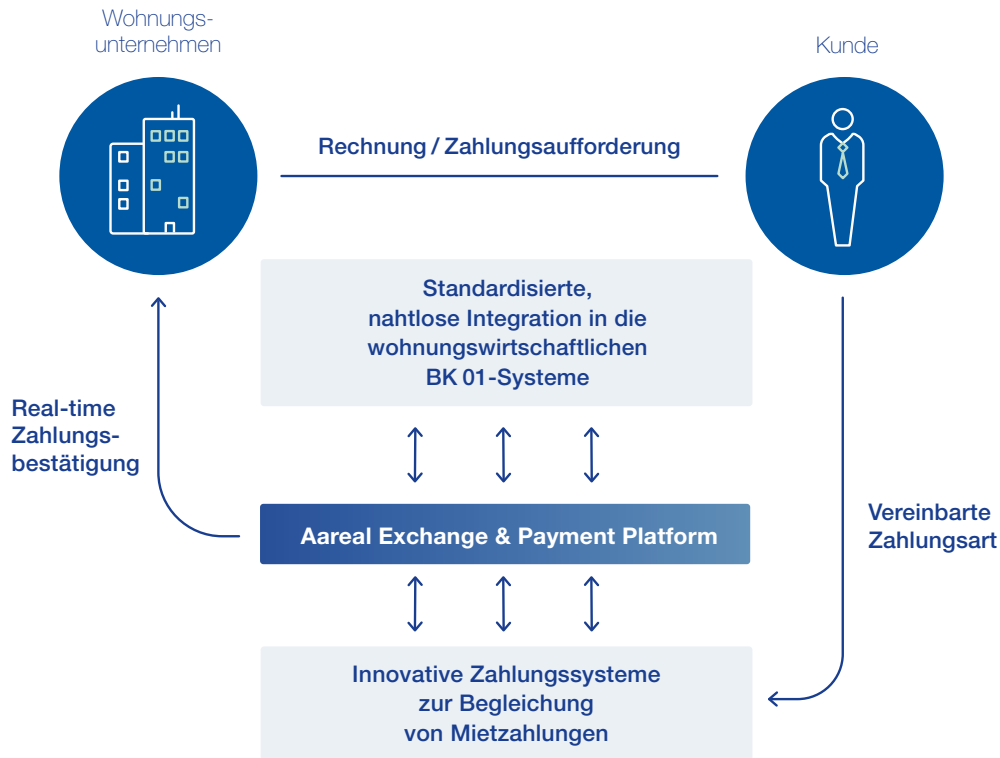 Wohnungs-
unternehmen
Kunde
Rechnung / Zahlungsaufforderung
Standardisierte,
nahtlose Integration in die
wohnungswirtschaftlichen
BK 01-Systeme
Real-time
Zahlungs-
bestätigung
Aareal Exchange & Payment Platform
Vereinbarte
Zahlungsart
Innovative Zahlungssysteme
zur Begleichung
von Mietzahlungen